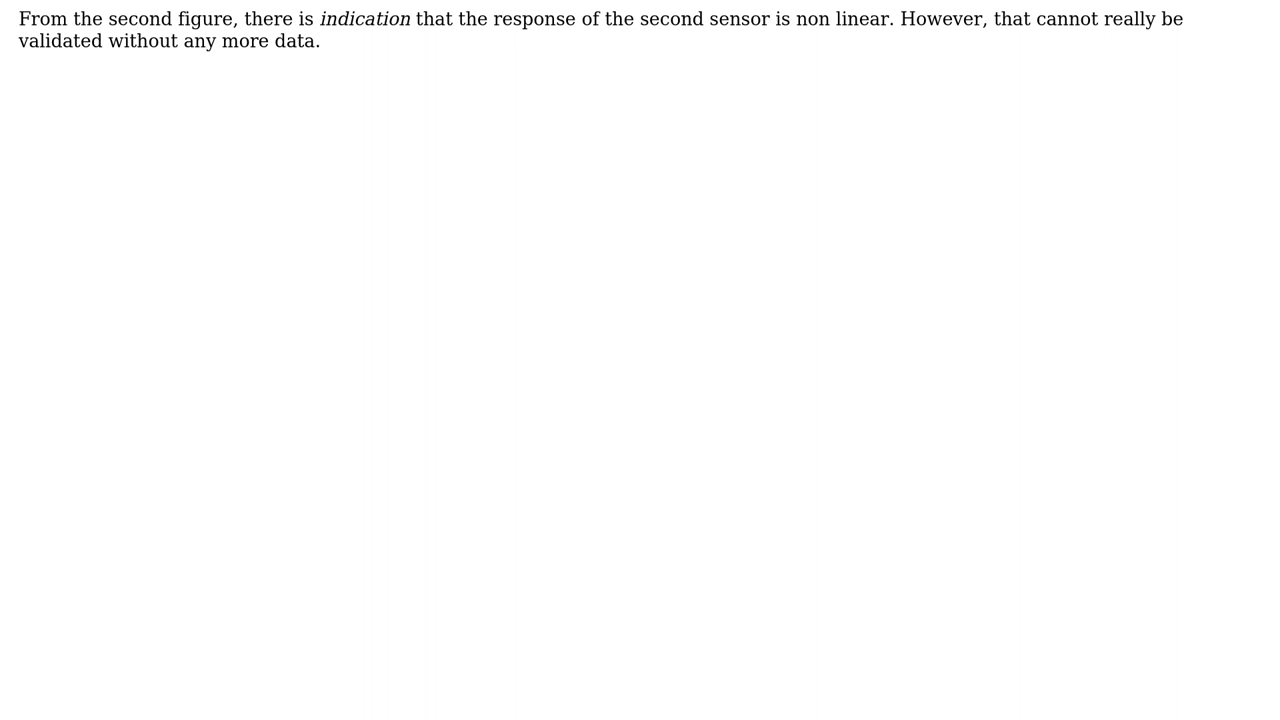 From the second figure, there is indication that the response of the second sensor is non linear. However, that cannot really be
validated without any more data.